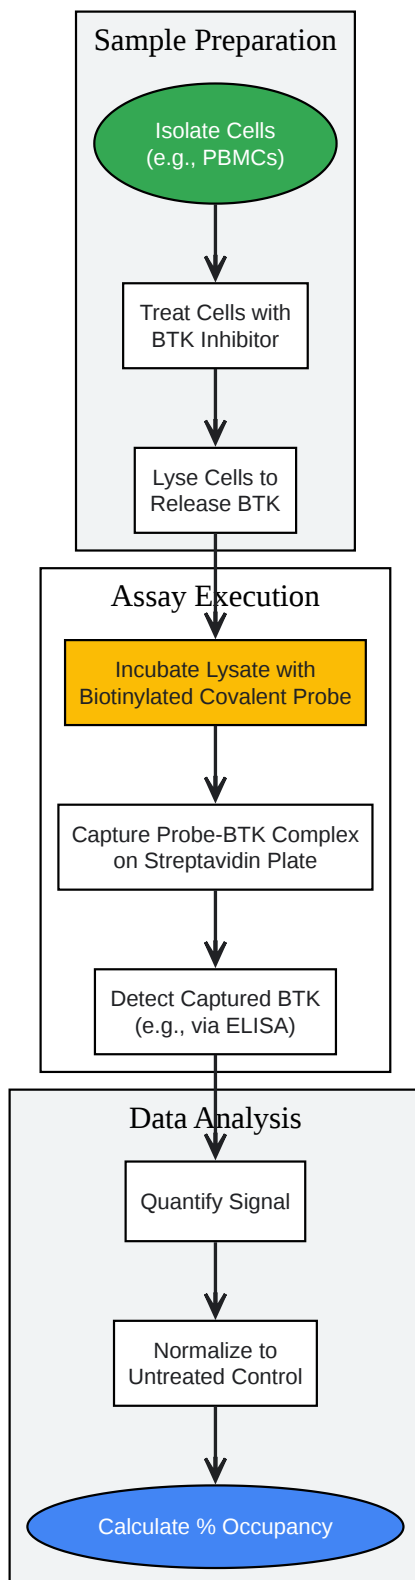 Sample Preparation
Isolate Cells
(e.g., PBMCs)
Treat Cells with
BTK Inhibitor
Lyse Cells to
Release BTK
Assay Execution
Incubate Lysate with
Biotinylated Covalent Probe
Capture Probe-BTK Complex
on Streptavidin Plate
Detect Captured BTK
(e.g., via ELISA)
Data Analysis
Quantify Signal
Normalize to
Untreated Control
Calculate % Occupancy